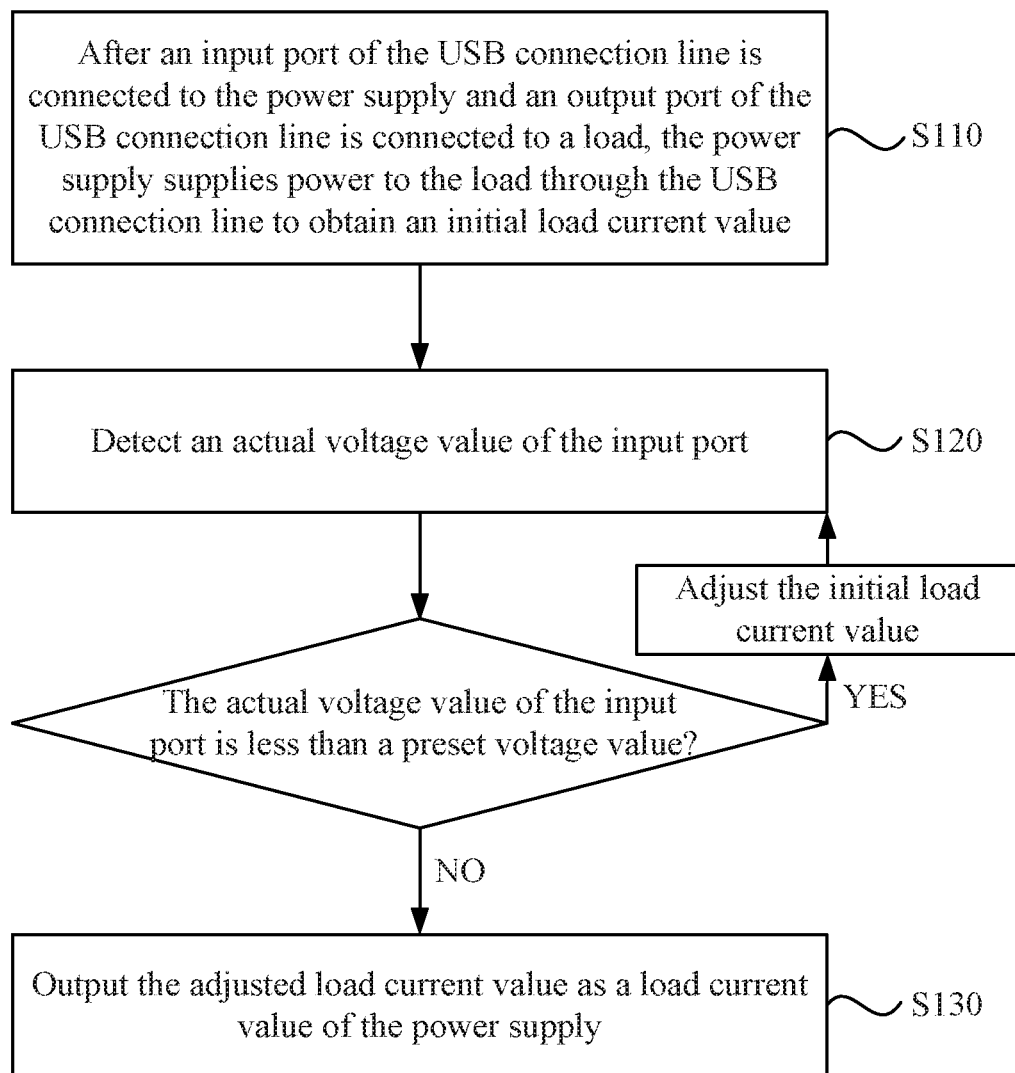 After an input port of the USB connection line is
connected to the power supply and an output port of the
USB connection line is connected to a load, the power
supply supplies power to the load through the USB
connection line to obtain an initial load current value
S110
Detect an actual voltage value of the input port
S120
Adjust the initial load
current value
The actual voltage value of the input
port is less than a preset voltage value?
YES
NO
Output the adjusted load current value as a load current
value of the power supply
S130